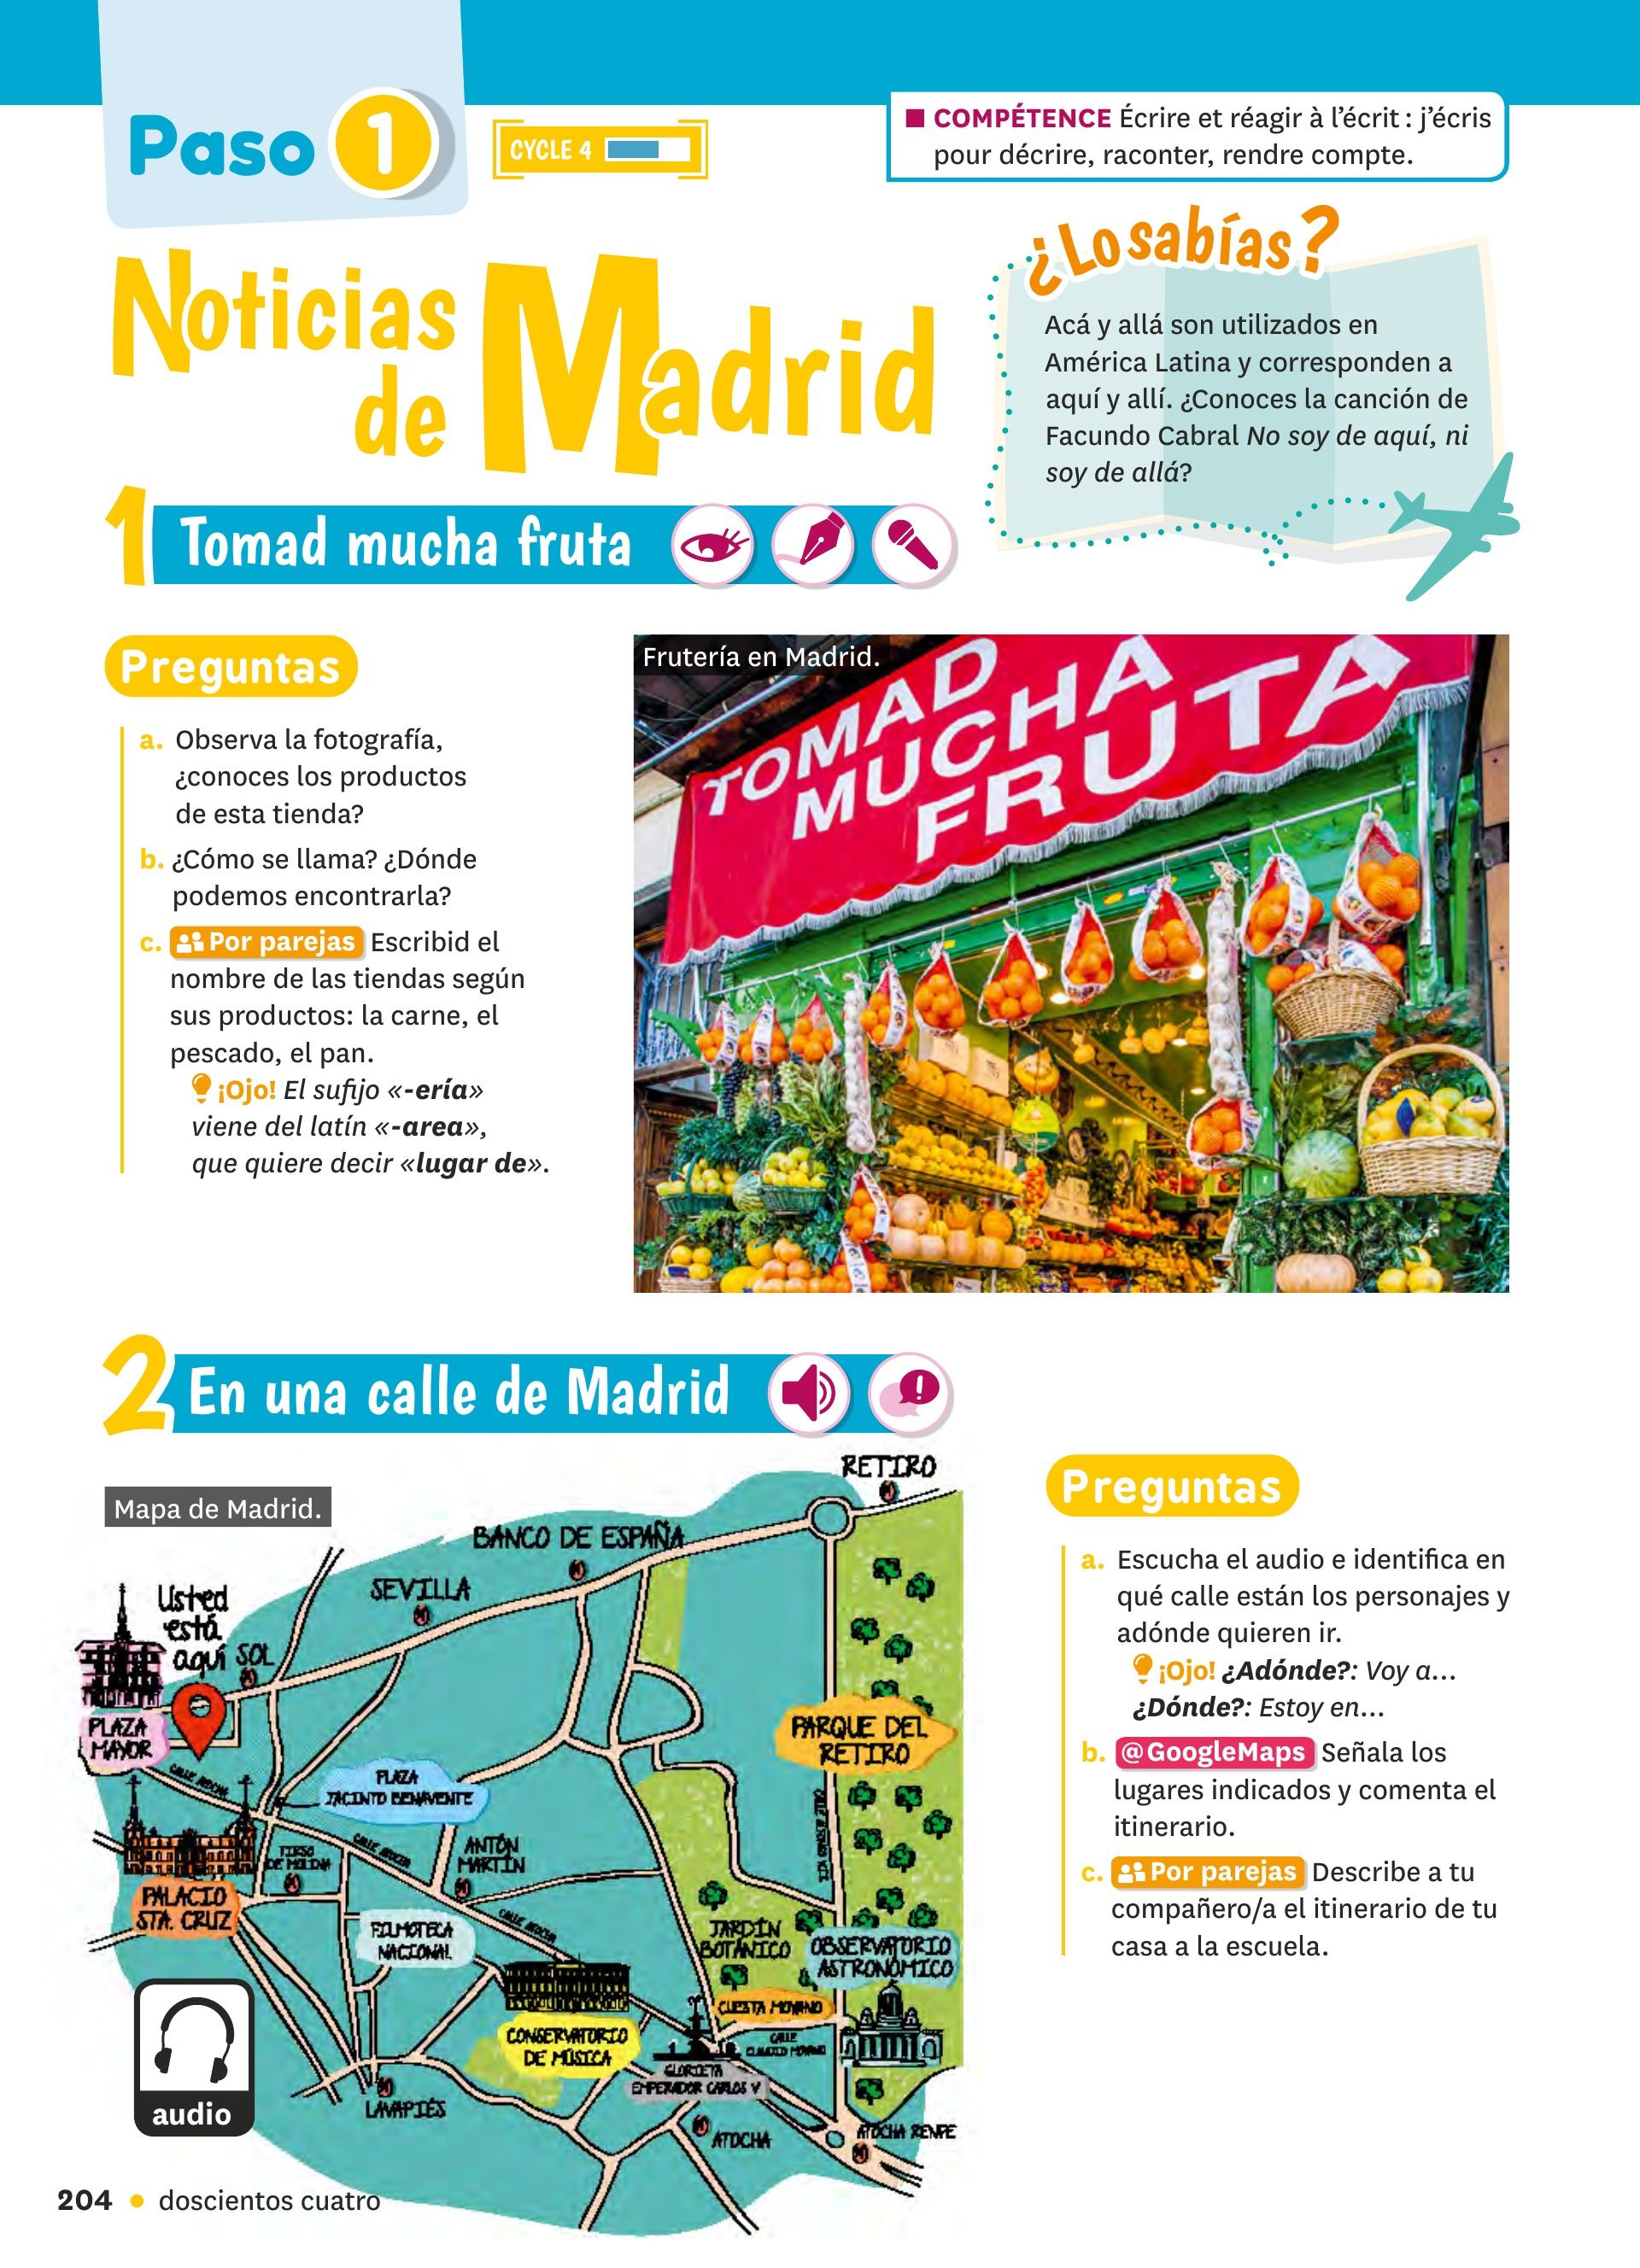 Paso 1
CYCLE 4
■ COMPÉTENCE Écrire et réagir à l'écrit : j'écris
pour décrire, raconter, rendre compte.
Noticias
de Madrid
¿Lo sabías?
Acá y allá son utilizados en
América Latina y corresponden a
aquí y allí. ¿Conoces la canción de
Facundo Cabral No soy de aquí, ni
soy de allá?
1 Tomad mucha fruta
Preguntas
a. Observa la fotografía,
¿conoces los productos
de esta tienda?
b. ¿Cómo se llama? ¿Dónde
podemos encontrarla?
c. Por parejas Escribid el
nombre de las tiendas según
sus productos: la carne, el
pescado, el pan.
¡Ojo! El sufijo «-ería»
viene del latín «-area»,
que quiere decir «lugar de».
Frutería en Madrid.
TOMAD
MUCHA
FRUTA
2 En una calle de Madrid
Mapa de Madrid.
RETIRO
BANCO DE ESPAÑA
SEVILLA
Usted
está
aquí
SOL
PLAZA
MAYOR
CALLE ATOCHA
PLAZA
JACINTO BENAVENTE
PARQUE DEL
RETIRO
CALLE ALFONSO XII
CALLE ATOCHA
ANTÓN
MARTÍN
TIRSO
DE MOLINA
PALACIO
STA. CRUZ
FILMOTECA
NACIONAL
CALLE ATOCHA
JARDÍN
BOTÁNICO
OBSERVATORIO
ASTRONÓMICO
CUESTA MOYANO
CALLE
CLAUDIO MOYANO
CONSERVATORIO
DE MÚSICA
GLORIETA
EMPERADOR CARLOS V
LAVAPIÉS
ATOCHA
ATOCHA RENFE
audio
Preguntas
a. Escucha el audio e identifica en
qué calle están los personajes y
adónde quieren ir.
¡Ojo! ¿Adónde?: Voy a...
¿Dónde?: Estoy en...
b. @GoogleMaps Señala los
lugares indicados y comenta el
itinerario.
c. Por parejas Describe a tu
compañero/a el itinerario de tu
casa a la escuela.
204 • doscientos cuatro